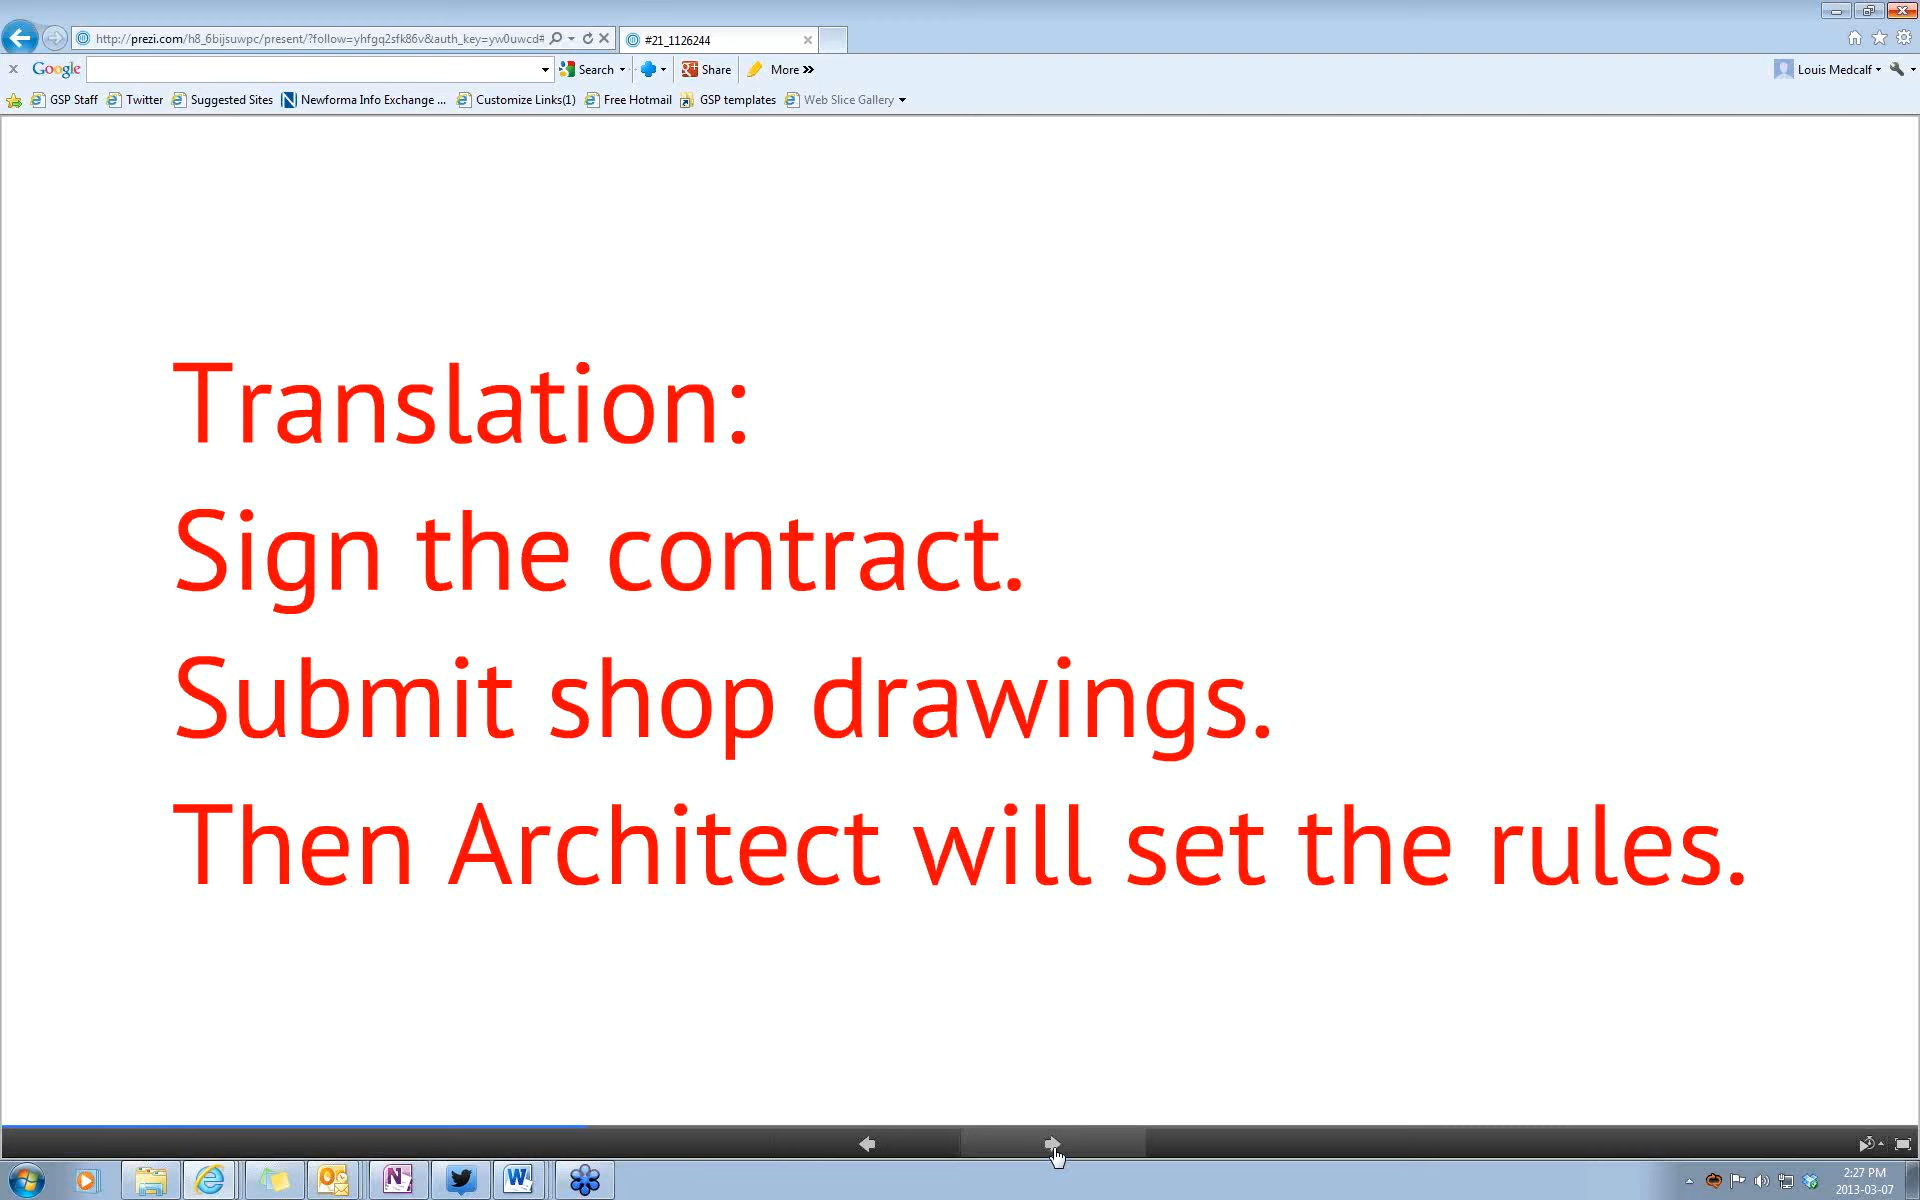 http://prezi.com/h8_6bijsuwpc/present/?follow=yhfgq2sfk86v&auth_key=yw0uwcd#
#21_1126244
Google
Search
Share
More »
Louis Medcalf
GSP Staff
Twitter
Suggested Sites
Newforma Info Exchange ...
Customize Links(1)
Free Hotmail
GSP templates
Web Slice Gallery
Translation:
Sign the contract.
Submit shop drawings.
Then Architect will set the rules.
2:27 PM
2013-03-07